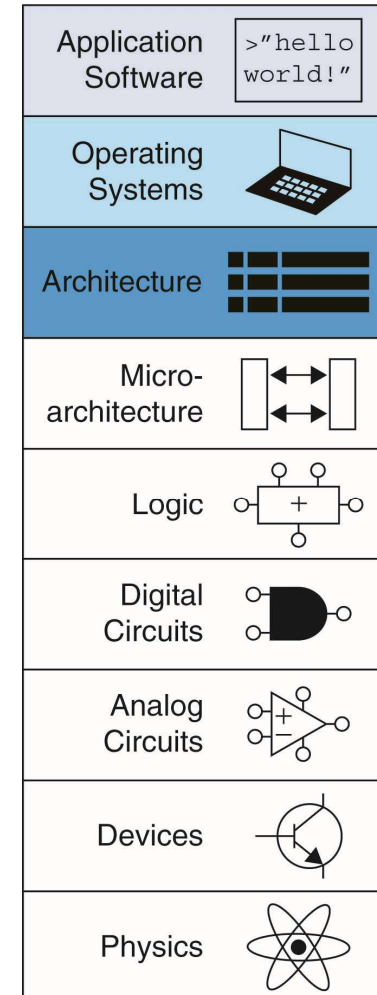 Application
Software
>"hello
world!"
Operating
Systems
Architecture
Micro-
architecture
Logic
+
Digital
Circuits
Analog
Circuits
+
−
Devices
Physics